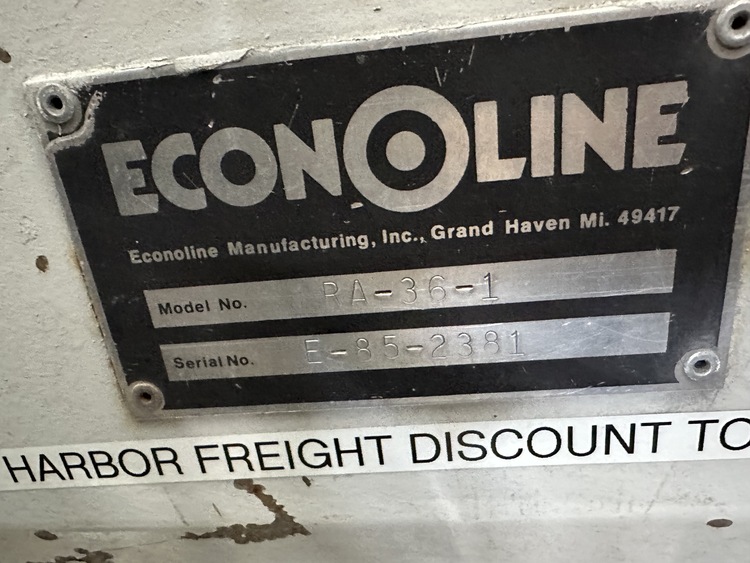 ECONOLINE
Econoline Manufacturing, Inc., Grand Haven Mi. 49417
Model No. RA-36-1
Serial No. E-85-2381
HARBOR FREIGHT DISCOUNT TO